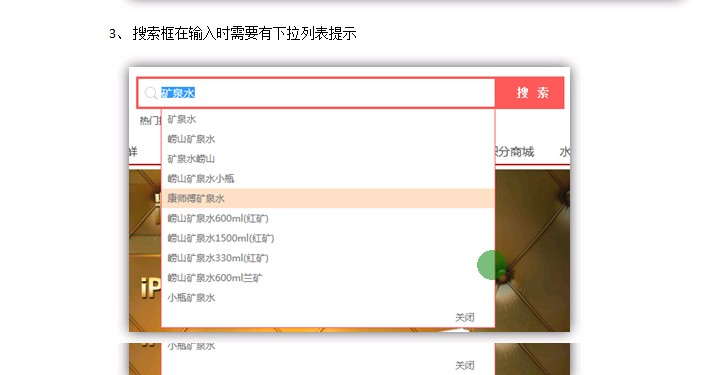 3、搜索框在输入时需要有下拉列表提示
矿泉水
搜 索
热门
矿泉水
崂山矿泉水
鲜
积分商城
水
矿泉水崂山
崂山矿泉水小瓶
康师傅矿泉水
崂山矿泉水600ml(红矿)
崂山矿泉水1500ml(红矿)
崂山矿泉水330ml(红矿)
崂山矿泉水600ml兰矿
iP
小瓶矿泉水
关闭
小瓶矿泉水
关闭